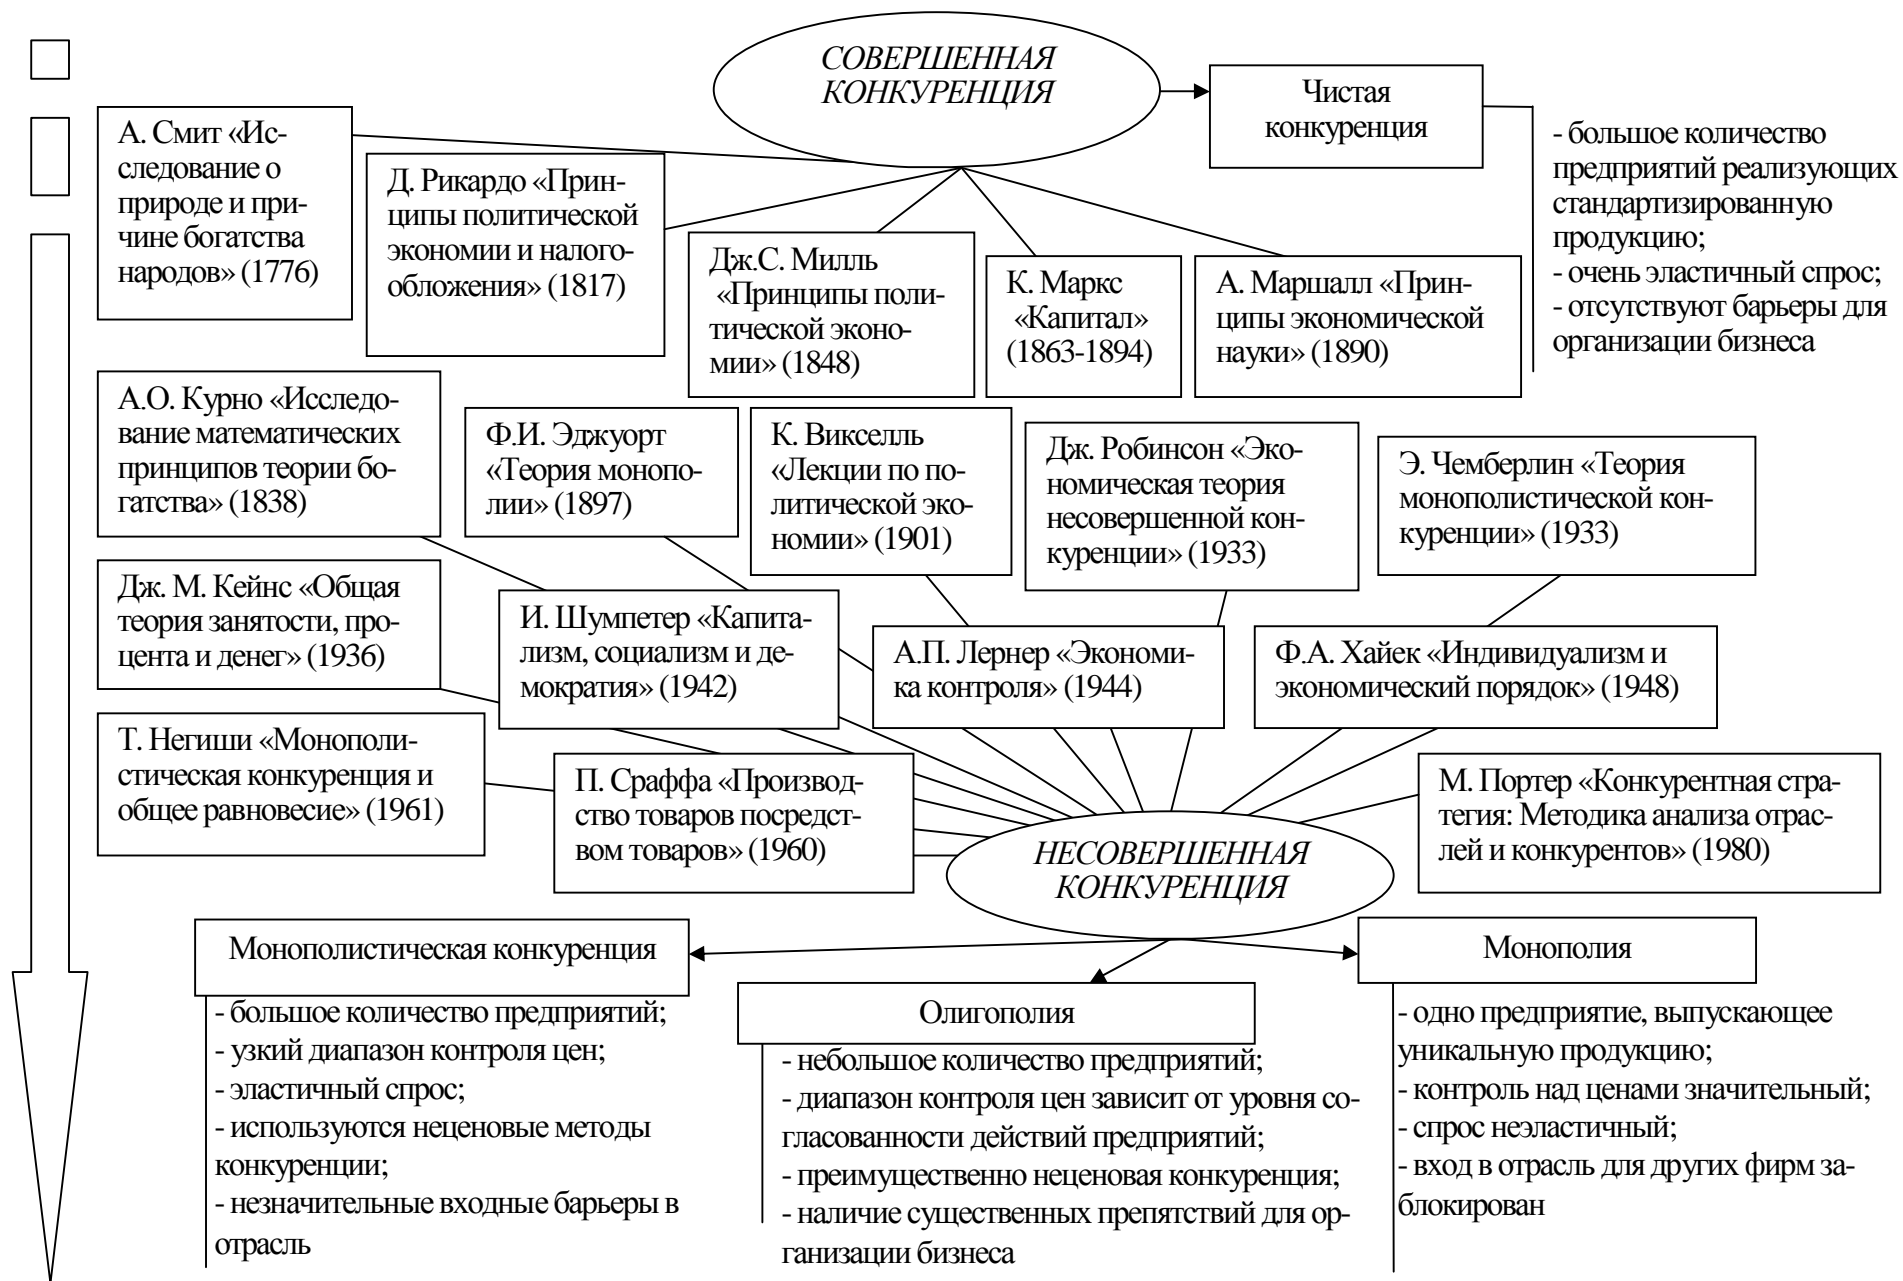 СОВЕРШЕННАЯ
КОНКУРЕНЦИЯ
Чистая
конкуренция
- большое количество
предприятий реализующих
стандартизированную
продукцию;
- очень эластичный спрос;
- отсутствуют барьеры для
организации бизнеса
А. Смит «Ис-
следование о
природе и при-
чине богатства
народов» (1776)
Д. Рикардо «Прин-
ципы политической
экономии и налого-
обложения» (1817)
Дж.С. Милль
«Принципы поли-
тической эконо-
мии» (1848)
К. Маркс
«Капитал»
(1863-1894)
А. Маршалл «Прин-
ципы экономической
науки» (1890)
А.О. Курно «Исследо-
вание математических
принципов теории бо-
гатства» (1838)
Ф.И. Эджуорт
«Теория монопо-
лии» (1897)
К. Викселль
«Лекции по по-
литической эко-
номии» (1901)
Дж. Робинсон «Эко-
номическая теория
несовершенной кон-
куренции» (1933)
Э. Чемберлин «Теория
монополистической кон-
куренции» (1933)
Дж. М. Кейнс «Общая
теория занятости, про-
цента и денег» (1936)
И. Шумпетер «Капита-
лизм, социализм и де-
мократия» (1942)
А.П. Лернер «Экономи-
ка контроля» (1944)
Ф.А. Хайек «Индивидуализм и
экономический порядок» (1948)
Т. Негиши «Монополи-
стическая конкуренция и
общее равновесие» (1961)
П. Сраффа «Производ-
ство товаров посредст-
вом товаров» (1960)
М. Портер «Конкурентная стра-
тегия: Методика анализа отрас-
лей и конкурентов» (1980)
НЕСОВЕРШЕННАЯ
КОНКУРЕНЦИЯ
Монополистическая конкуренция
- большое количество предприятий;
- узкий диапазон контроля цен;
- эластичный спрос;
- используются неценовые методы
конкуренции;
- незначительные входные барьеры в
отрасль
Олигополия
- небольшое количество предприятий;
- диапазон контроля цен зависит от уровня со-
гласованности действий предприятий;
- преимущественно неценовая конкуренция;
- наличие существенных препятствий для ор-
ганизации бизнеса
Монополия
- одно предприятие, выпускающее
уникальную продукцию;
- контроль над ценами значительный;
- спрос неэластичный;
- вход в отрасль для других фирм за-
блокирован